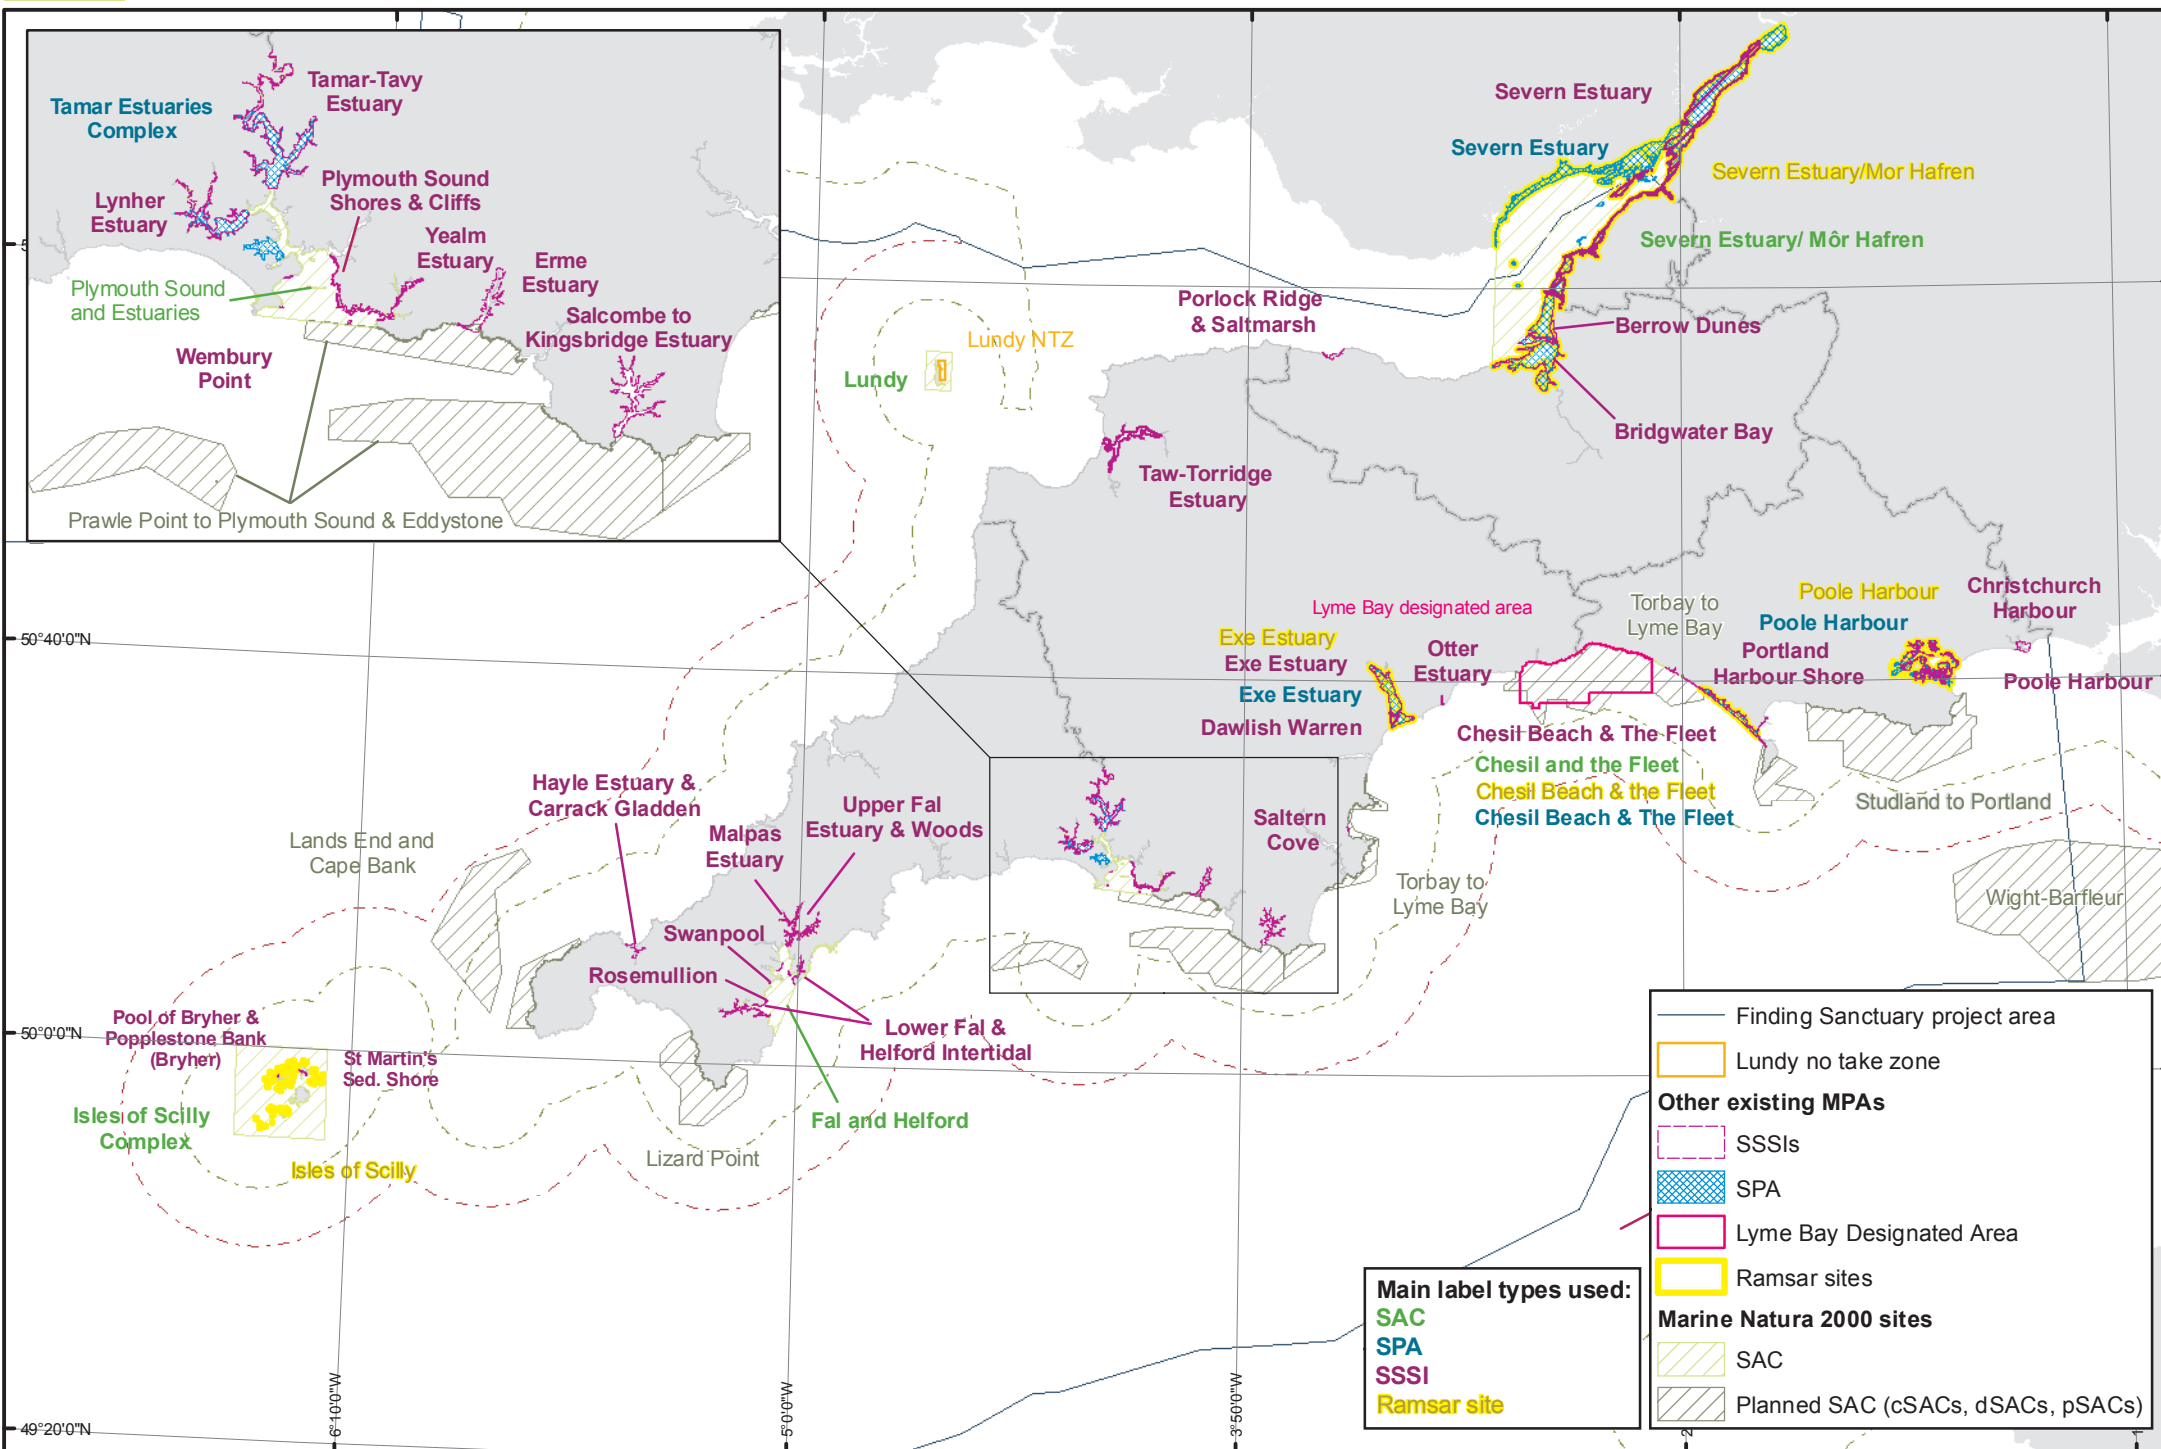 Tamar-Tavy
Estuary
Tamar Estuaries
Complex
Plymouth Sound
Shores & Cliffs
Lynher
Estuary
Yealm
Estuary
Erme
Estuary
Plymouth Sound
and Estuaries
Salcombe to
Kingsbridge Estuary
Wembury
Point
Prawle Point to Plymouth Sound & Eddystone
Severn Estuary
Severn Estuary
Severn Estuary/Mor Hafren
Severn Estuary/ Môr Hafren
Porlock Ridge
& Saltmarsh
Berrow Dunes
Lundy NTZ
Lundy
Bridgwater Bay
Taw-Torridge
Estuary
50°40'0"N
Lyme Bay designated area
Torbay to
Lyme Bay
Poole Harbour
Christchurch
Harbour
Poole Harbour
Exe Estuary
Exe Estuary
Exe Estuary
Dawlish Warren
Otter
Estuary
Portland
Harbour Shore
Poole Harbour
Chesil Beach & The Fleet
Chesil and the Fleet
Chesil Beach & the Fleet
Chesil Beach & The Fleet
Studland to Portland
Hayle Estuary &
Carrack Gladden
Upper Fal
Estuary & Woods
Malpas
Estuary
Saltern
Cove
Lands End and
Cape Bank
Torbay to
Lyme Bay
Wight-Barfleur
Swanpool
Rosemullion
50°0'0"N
Pool of Bryher &
Popplestone Bank
(Bryher)
St Martin's
Sed. Shore
Lower Fal &
Helford Intertidal
Isles of Scilly
Complex
Fal and Helford
Isles of Scilly
Lizard Point
Finding Sanctuary project area
Lundy no take zone
Other existing MPAs
SSSIs
SPA
Lyme Bay Designated Area
Ramsar sites
Marine Natura 2000 sites
SAC
Planned SAC (cSACs, dSACs, pSACs)
Main label types used:
SAC
SPA
SSSI
Ramsar site
49°20'0"N
6°10'0"W
5°0'0"W
3°50'0"W